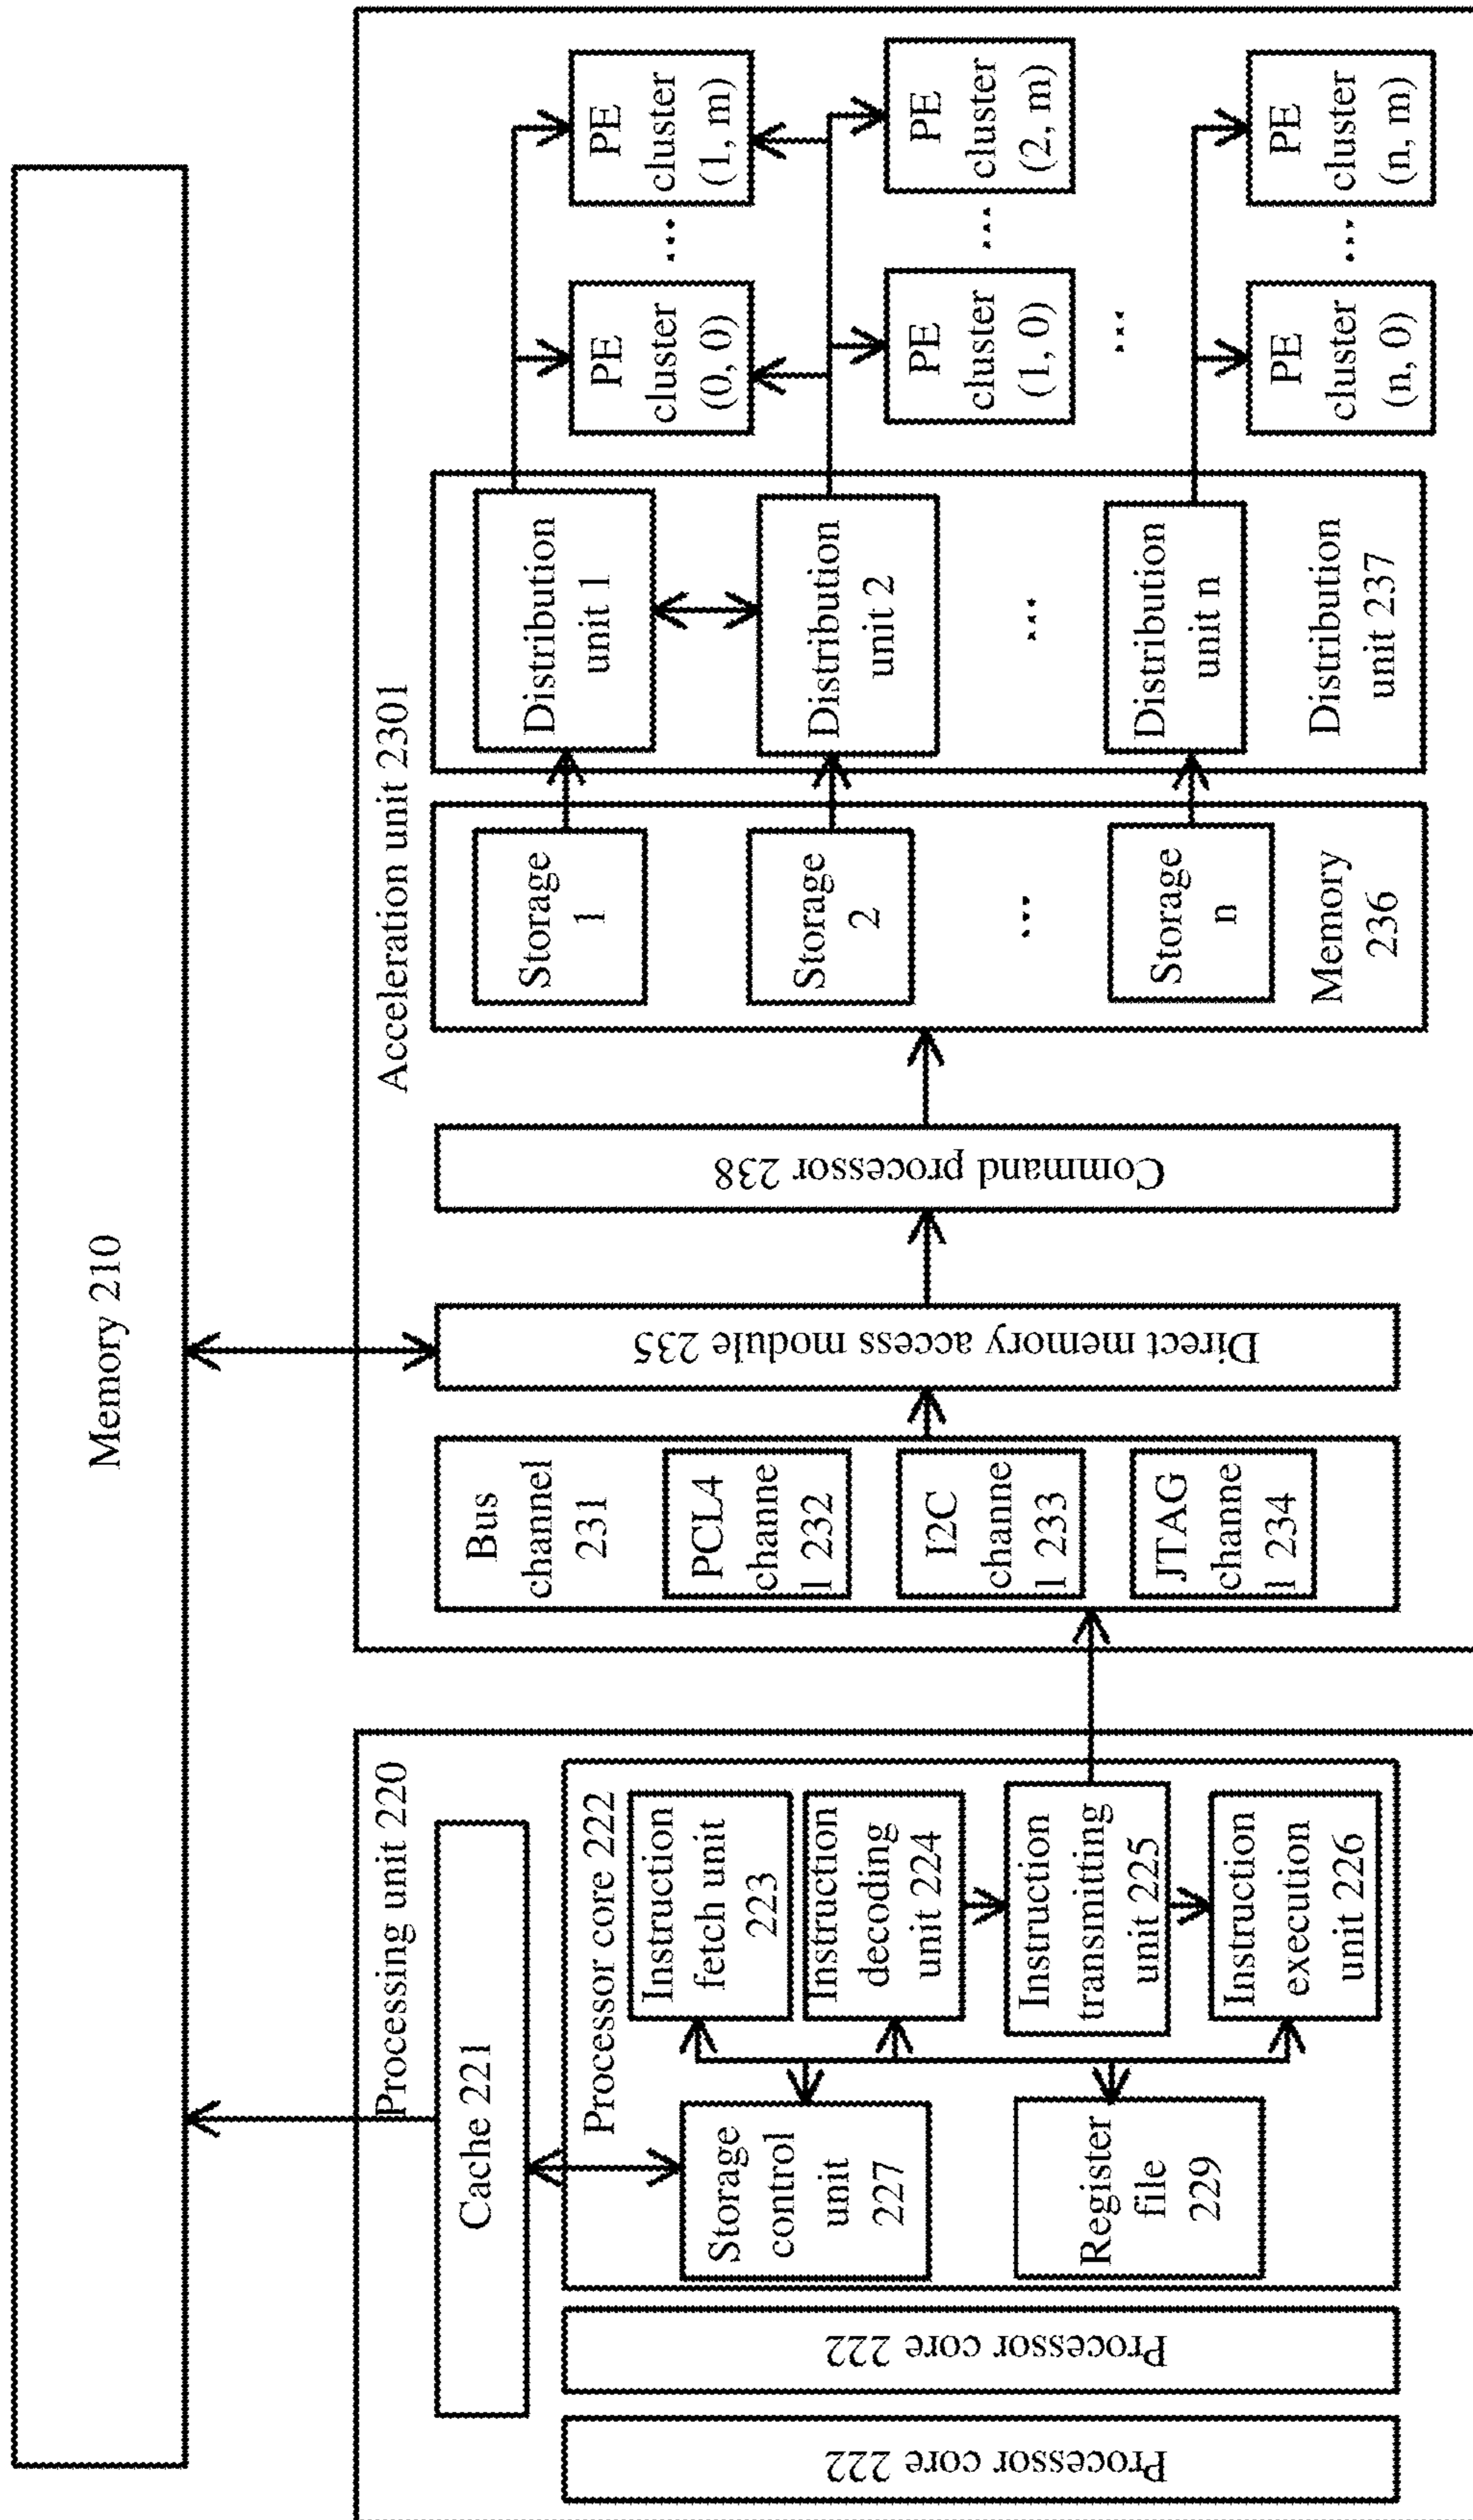 Memory 210
Processing unit 220
Cache 221
Processor core 222
Processor core 222
Processor core 222
Storage
control
unit
227
Register
file
229
Instruction
fetch unit
223
Instruction
decoding
unit 224
Instruction
transmiting
unit 225
Instruction
execution
unit 226
Acceleration unit 2301
Bus
channel
231
PCL4
channe
l 232
I2C
channe
l 233
JTAG
channe
l 234
Direct memory access module 235
Command processor 238
Storage
1
Storage
2
...
Storage
n
Memory
236
Distribution
unit 1
Distribution
unit 2
...
Distribution
unit n
Distribution
unit 237
PE
cluster
(0, 0)
...
PE
cluster
(1, m)
PE
cluster
(1, 0)
...
PE
cluster
(2, m)
...
PE
cluster
(n, 0)
...
PE
cluster
(n, m)